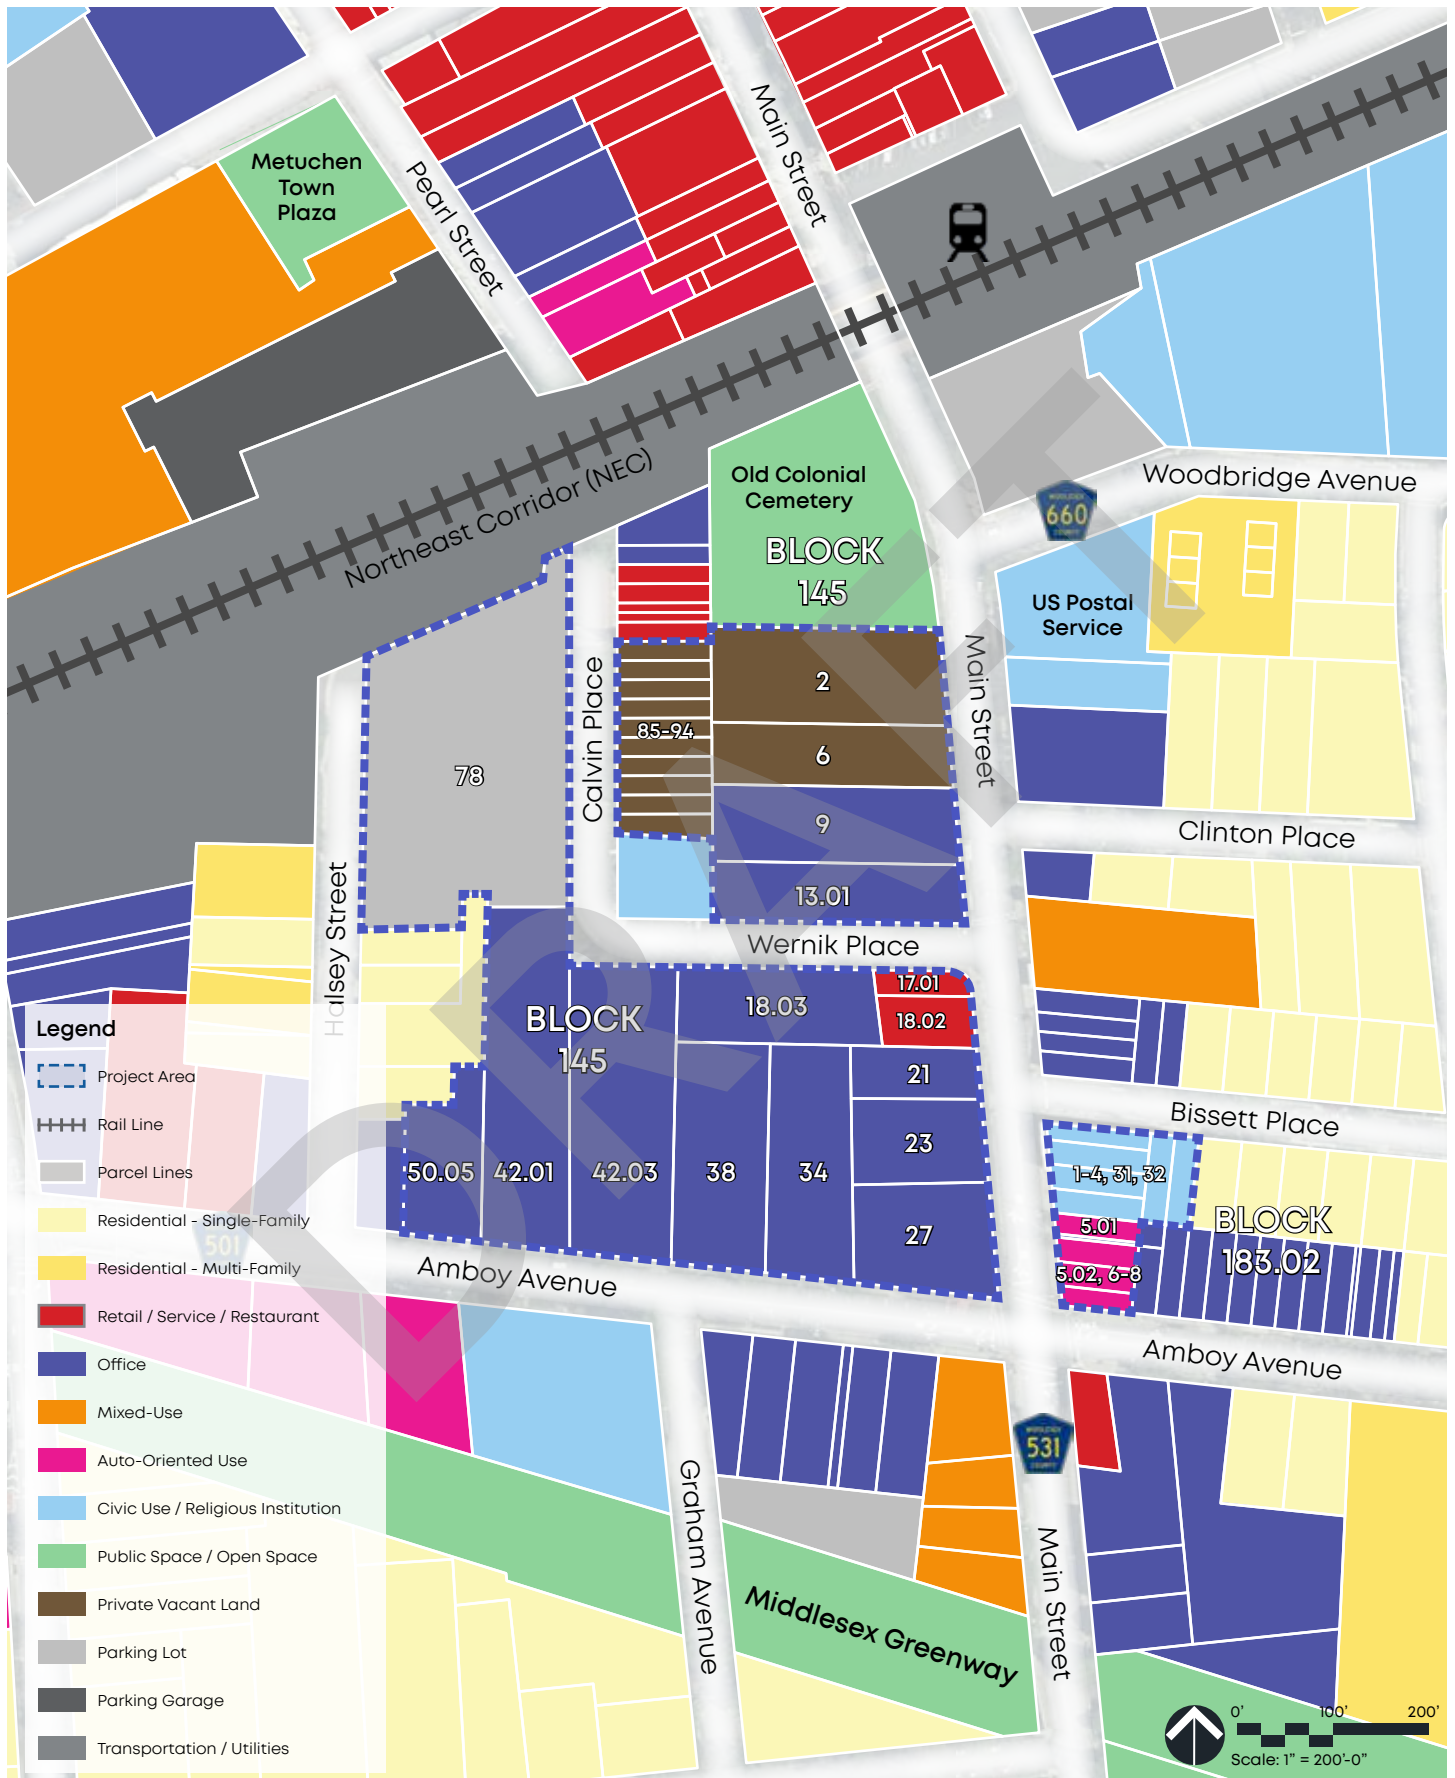 Metuchen
Town
Plaza
Pearl Street
Main Street
Northeast Corridor (NEC)
Old Colonial
Cemetery
BLOCK
145
Woodbridge Avenue
660
US Postal
Service
Main Street
Calvin Place
2
85-94
6
78
9
13.01
Clinton Place
Halsey Street
Wernik Place
17.01
18.03
18.02
BLOCK
145
21
23
27
50.05
42.01
42.03
38
34
Bissett Place
1-4, 31, 32
5.01
5.02, 6-8
BLOCK
183.02
Amboy Avenue
Amboy Avenue
501
531
Graham Avenue
Main Street
Middlesex Greenway
DRAFT
Legend
Project Area
Rail Line
Parcel Lines
Residential - Single-Family
Residential - Multi-Family
Retail / Service / Restaurant
Office
Mixed-Use
Auto-Oriented Use
Civic Use / Religious Institution
Public Space / Open Space
Private Vacant Land
Parking Lot
Parking Garage
Transportation / Utilities
0' 100' 200'
Scale: 1" = 200'-0"